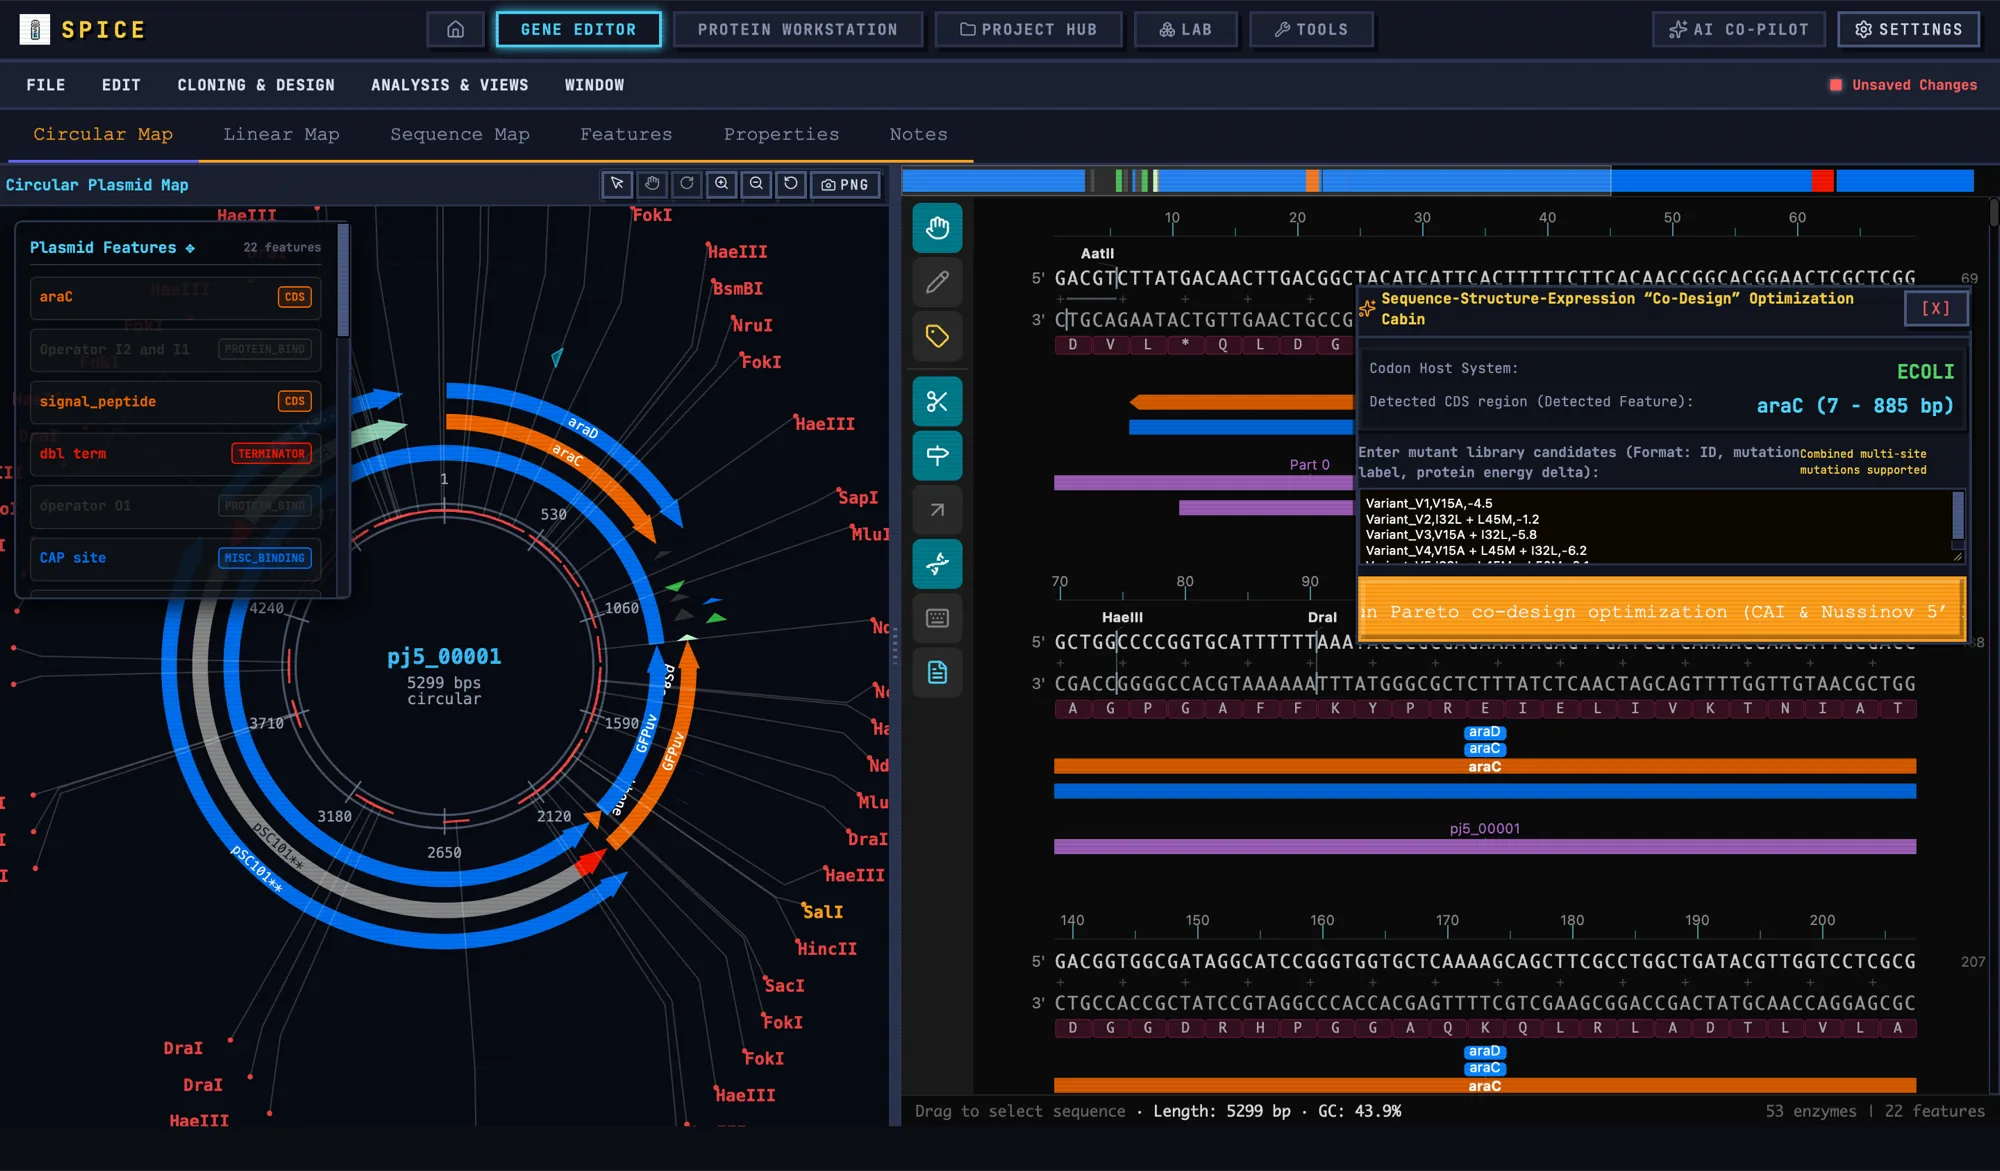 SPICE
GENE EDITOR
PROTEIN WORKSTATION
PROJECT HUB
LAB
TOOLS
AI CO-PILOT
SETTINGS
FILE
EDIT
CLONING & DESIGN
ANALYSIS & VIEWS
WINDOW
Unsaved Changes
Circular Map
Linear Map
Sequence Map
Features
Properties
Notes
Circular Plasmid Map
PNG
Plasmid Features
22 features
araC
CDS
Operator I2 and I1
PROTEIN_BIND
signal_peptide
CDS
dbl term
TERMINATOR
operator O1
PROTEIN_BIND
CAP site
MISC_BINDING
HaeIII
FokI
HaeIII
BsmBI
NruI
FokI
HaeIII
SapI
MluI
DraI
HaeIII
SalI
HincII
SacI
FokI
FokI
HaeIII
DraI
DraI
HaeIII
araD
araC
GFPuv
GFPuv
pSC101**
pSC101**
1
530
1060
1590
2120
2650
3180
3710
4240
pj5_00001
5299 bps
circular
10 20 30 40 50 60
AatII
5' GACGTCTTATGACAACTTGACGGCTACATCATTCACTTTTTCTTCACAACCGGCACGGAACTCGCTCGG 69
3' CTGCAGAATACTGTTGAACTGCCG
D V L * Q L D G
Part 0
Sequence-Structure-Expression “Co-Design” Optimization
Cabin
[X]
Codon Host System:
ECOLI
Detected CDS region (Detected Feature):
araC (7 - 885 bp)
Enter mutant library candidates (Format: ID, mutation
label, protein energy delta):
Combined multi-site
mutations supported
Variant_V1,V15A,-4.5
Variant_V2,I32L + L45M,-1.2
Variant_V3,V15A + I32L,-5.8
Variant_V4,V15A + L45M + I32L,-6.2
Pareto co-design optimization (CAI & Nussinov 5’
70 80 90
HaeIII
DraI
5' GCTGGCCCCGGTGCATTTTTTAAA
3' CGACCGGGGCCACGTAAAAAATTTATGGGCGCTCTTTATCTCAACTAGCAGTTTTGGTTGTAACGCTGG
A G P G A F F K Y P R E I E L I V K T N I A T
araD
araC
araC
pj5_00001
140 150 160 170 180 190 200
5' GACGGTGGCGATAGGCATCCGGGTGGTGCTCAAAAGCAGCTTCGCCTGGCTGATACGTTGGTCCTCGCG 207
3' CTGCCACCGCTATCCGTAGGCCCACCACGAGTTTTCGTCGAAGCGGACCGACTATGCAACCAGGAGCGC
D G G D R H P G G A Q K Q L R L A D T L V L A
araD
araC
araC
Drag to select sequence · Length: 5299 bp · GC: 43.9%
53 enzymes | 22 features